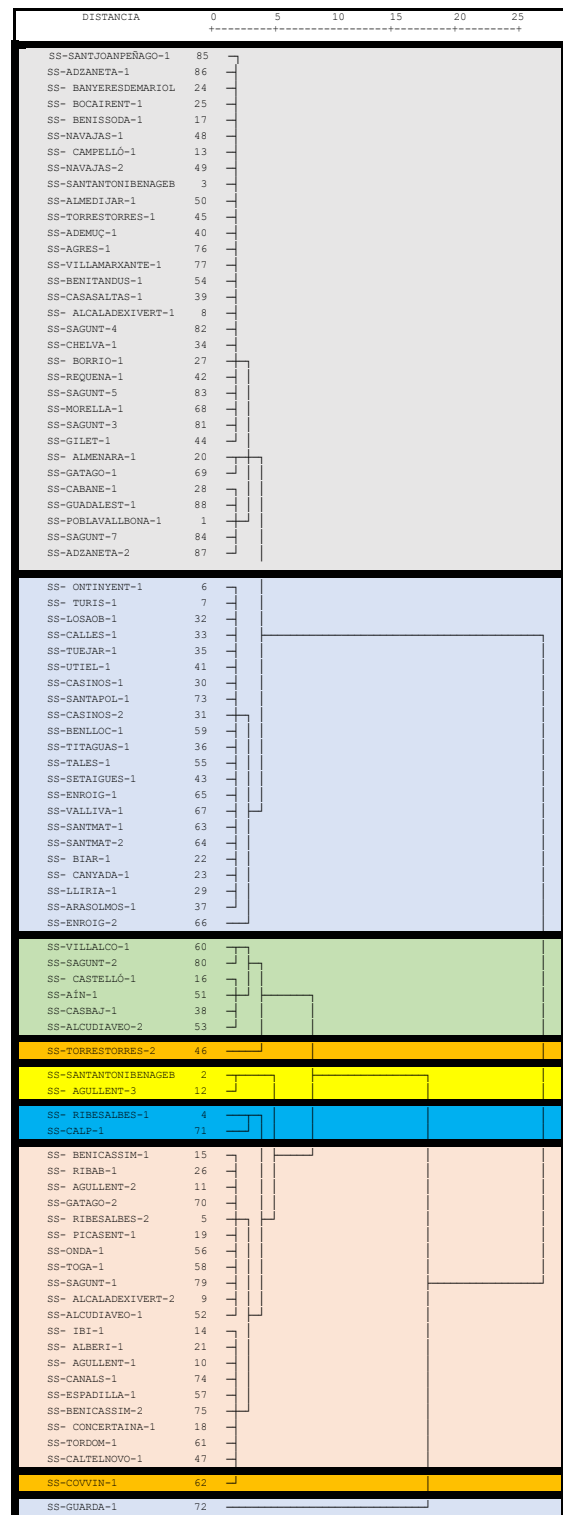 DISTANCIA 0 5 10 15 20 25
SS-SANTJOANPEÑAGO-1 85
SS-ADZANETA-1 86
SS- BANYERESDEMARIOL 24
SS- BOCAIRENT-1 25
SS- BENISSODA-1 17
SS-NAVAJAS-1 48
SS- CAMPELLÓ-1 13
SS-NAVAJAS-2 49
SS-SANTANTONIBENAGEB 3
SS-ALMEDIJAR-1 50
SS-TORRESTORRES-1 45
SS-ADEMUÇ-1 40
SS-AGRES-1 76
SS-VILLAMARXANTE-1 77
SS-BENITANDUS-1 54
SS-CASASALTAS-1 39
SS- ALCALADEXIVERT-1 8
SS-SAGUNT-4 82
SS-CHELVA-1 34
SS- BORRIO-1 27
SS-REQUENA-1 42
SS-SAGUNT-5 83
SS-MORELLA-1 68
SS-SAGUNT-3 81
SS-GILET-1 44
SS- ALMENARA-1 20
SS-GATAGO-1 69
SS-CABANE-1 28
SS-GUADALEST-1 88
SS-POBLAVALLBONA-1 1
SS-SAGUNT-7 84
SS-ADZANETA-2 87
SS- ONTINYENT-1 6
SS- TURIS-1 7
SS-LOSAOB-1 32
SS-CALLES-1 33
SS-TUEJAR-1 35
SS-UTIEL-1 41
SS-CASINOS-1 30
SS-SANTAPOL-1 73
SS-CASINOS-2 31
SS-BENLLOC-1 59
SS-TITAGUAS-1 36
SS-TALES-1 55
SS-SETAIGUES-1 43
SS-ENROIG-1 65
SS-VALLIVA-1 67
SS-SANTMAT-1 63
SS-SANTMAT-2 64
SS- BIAR-1 22
SS- CANYADA-1 23
SS-LLIRIA-1 29
SS-ARASOLMOS-1 37
SS-ENROIG-2 66
SS-VILLALCO-1 60
SS-SAGUNT-2 80
SS- CASTELLÓ-1 16
SS-AÍN-1 51
SS-CASBAJ-1 38
SS-ALCUDIAVEO-2 53
SS-TORRESTORRES-2 46
SS-SANTANTONIBENAGEB 2
SS- AGULLENT-3 12
SS- RIBESALBES-1 4
SS-CALP-1 71
SS- BENICASSIM-1 15
SS- RIBAB-1 26
SS- AGULLENT-2 11
SS-GATAGO-2 70
SS- RIBESALBES-2 5
SS- PICASENT-1 19
SS-ONDA-1 56
SS-TOGA-1 58
SS-SAGUNT-1 79
SS- ALCALADEXIVERT-2 9
SS-ALCUDIAVEO-1 52
SS- IBI-1 14
SS- ALBERI-1 21
SS- AGULLENT-1 10
SS-CANALS-1 74
SS-ESPADILLA-1 57
SS-BENICASSIM-2 75
SS- CONCERTAINA-1 18
SS-TORDOM-1 61
SS-CALTELNOVO-1 47
SS-COVVIN-1 62
SS-GUARDA-1 72